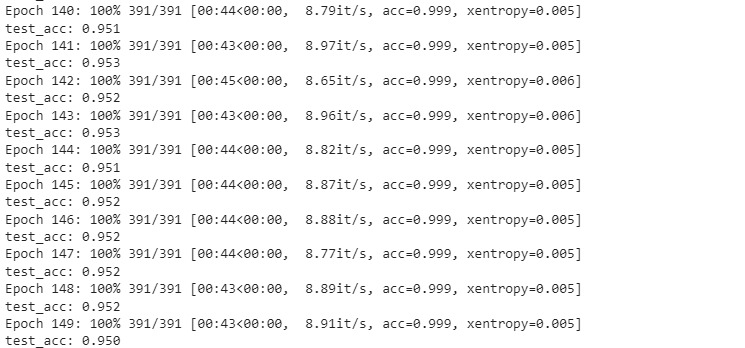 Epoch 140: 100% 391/391 [00:44<00:00,  8.79it/s, acc=0.999, xentropy=0.005]
test_acc: 0.951
Epoch 141: 100% 391/391 [00:43<00:00,  8.97it/s, acc=0.999, xentropy=0.005]
test_acc: 0.953
Epoch 142: 100% 391/391 [00:45<00:00,  8.65it/s, acc=0.999, xentropy=0.006]
test_acc: 0.952
Epoch 143: 100% 391/391 [00:43<00:00,  8.96it/s, acc=0.999, xentropy=0.006]
test_acc: 0.953
Epoch 144: 100% 391/391 [00:44<00:00,  8.82it/s, acc=0.999, xentropy=0.005]
test_acc: 0.951
Epoch 145: 100% 391/391 [00:44<00:00,  8.87it/s, acc=0.999, xentropy=0.005]
test_acc: 0.952
Epoch 146: 100% 391/391 [00:44<00:00,  8.88it/s, acc=0.999, xentropy=0.005]
test_acc: 0.952
Epoch 147: 100% 391/391 [00:44<00:00,  8.77it/s, acc=0.999, xentropy=0.005]
test_acc: 0.952
Epoch 148: 100% 391/391 [00:43<00:00,  8.89it/s, acc=0.999, xentropy=0.005]
test_acc: 0.952
Epoch 149: 100% 391/391 [00:43<00:00,  8.91it/s, acc=0.999, xentropy=0.005]
test_acc: 0.950